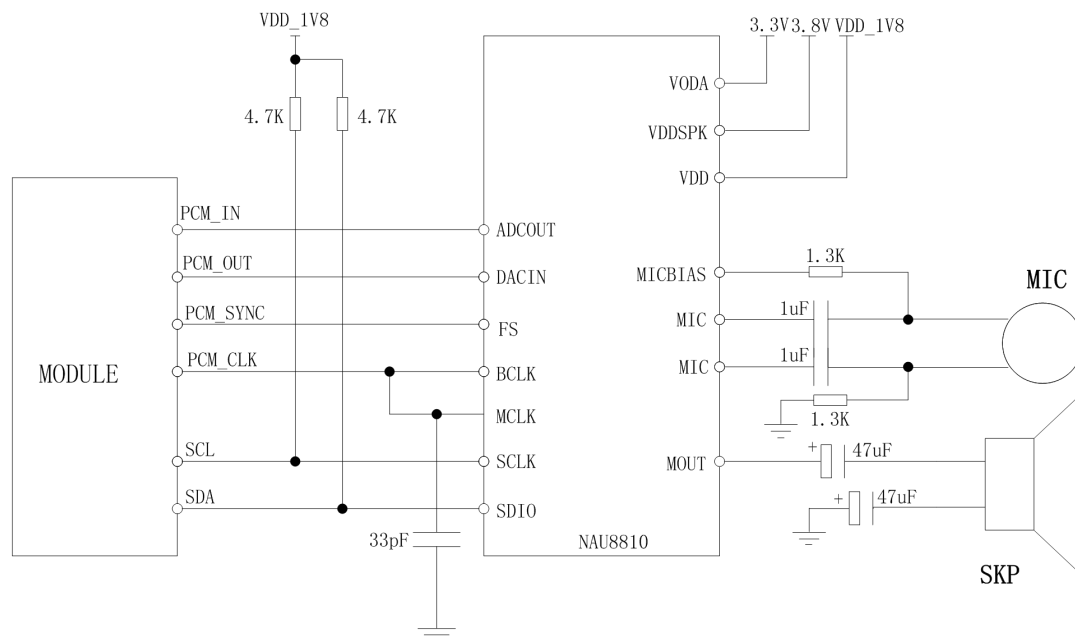 VDD_1V8
3.3V 3.8V VDD_1V8
4.7K 4.7K
VODA
VDDSPK
VDD
PCM_IN
ADCOUT
PCM_OUT
DACIN
MICBIAS
1.3K
MIC
PCM_SYNC
FS
MIC
1uF
PCM_CLK
BCLK
MIC
1uF
MODULE
MCLK
1.3K
SCL
SCLK
MOUT
+
47uF
SDA
SDIO
+
47uF
33pF
NAU8810
SKP